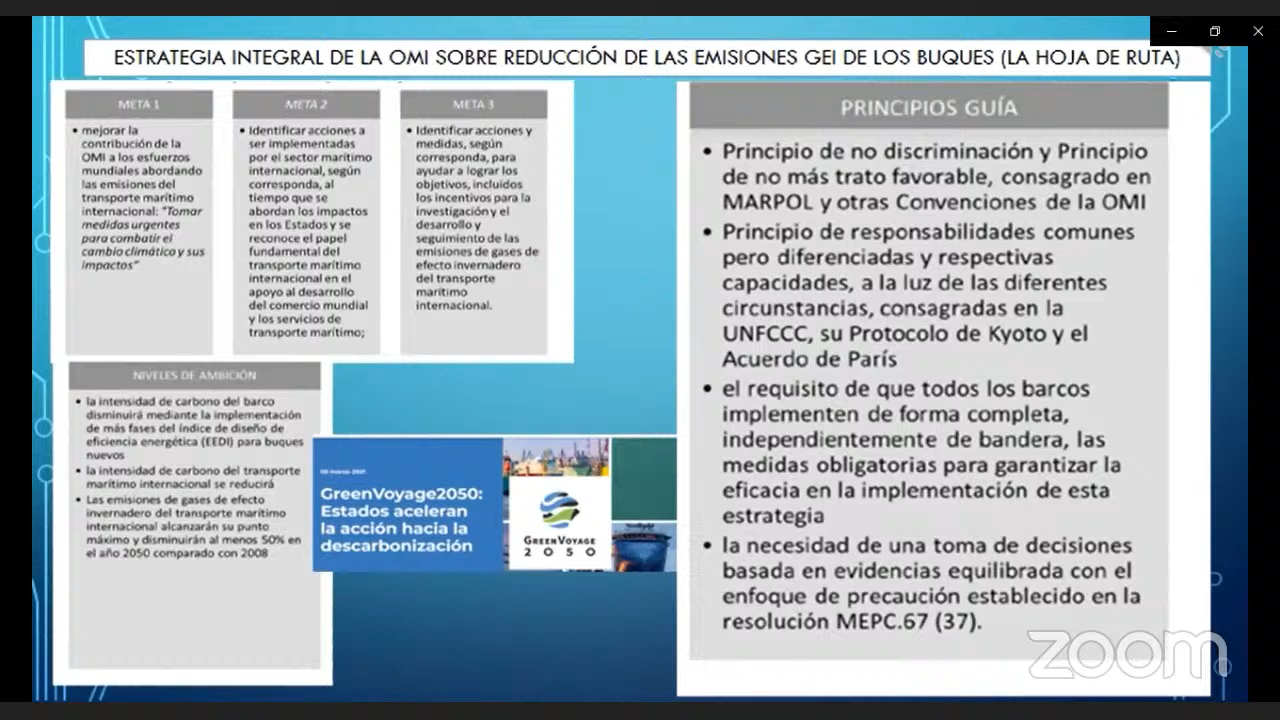 ESTRATEGIA INTEGRAL DE LA OMI SOBRE REDUCCIÓN DE LAS EMISIONES GEI DE LOS BUQUES (LA HOJA DE RUTA)
META 1
• mejorar la
contribución de la
OMI a los esfuerzos
mundiales abordando
las emisiones del
transporte marítimo
internacional: "Tomar
medidas urgentes
para combatir el
cambio climático y sus
impactos"
META 2
• Identificar acciones a
ser implementadas
por el sector marítimo
internacional, según
corresponda, al
tiempo que se
abordan los impactos
en los Estados y se
reconoce el papel
fundamental del
transporte marítimo
internacional en el
apoyo al desarrollo
del comercio mundial
y los servicios de
transporte marítimo;
META 3
• Identificar acciones y
medidas, según
corresponda, para
ayudar a lograr los
objetivos, incluidos
los incentivos para la
investigación y el
desarrollo y
seguimiento de las
emisiones de gases de
efecto invernadero
del transporte
marítimo
internacional.
NIVELES DE AMBICIÓN
• la intensidad de carbono del barco
disminuirá mediante la implementación
de más fases del índice de diseño de
eficiencia energética (EEDI) para buques
nuevos
• la intensidad de carbono del transporte
marítimo internacional se reducirá
• Las emisiones de gases de efecto
invernadero del transporte marítimo
internacional alcanzarán su punto
máximo y disminuirán al menos 50% en
el año 2050 comparado con 2008
marzo 2021
GreenVoyage2050:
Estados aceleran
la acción hacia la
descarbonización
GREENVOYAGE
2 0 5 0
PRINCIPIOS GUÍA
• Principio de no discriminación y Principio
de no más trato favorable, consagrado en
MARPOL y otras Convenciones de la OMI
• Principio de responsabilidades comunes
pero diferenciadas y respectivas
capacidades, a la luz de las diferentes
circunstancias, consagradas en la
UNFCCC, su Protocolo de Kyoto y el
Acuerdo de París
• el requisito de que todos los barcos
implementen de forma completa,
independientemente de bandera, las
medidas obligatorias para garantizar la
eficacia en la implementación de esta
estrategia
• la necesidad de una toma de decisiones
basada en evidencias equilibrada con el
enfoque de precaución establecido en la
resolución MEPC.67 (37).
zoom